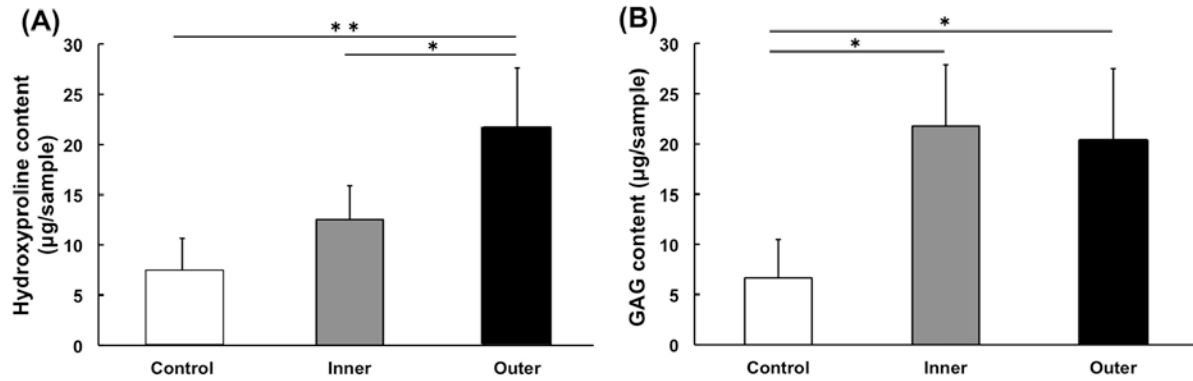 (A)
Hydroxyproline content
(µg/sample)
30
25
20
15
10
5
0
**
*
Control Inner Outer
(B)
GAG content (µg/sample)
30
25
20
15
10
5
0
*
*
Control Inner Outer